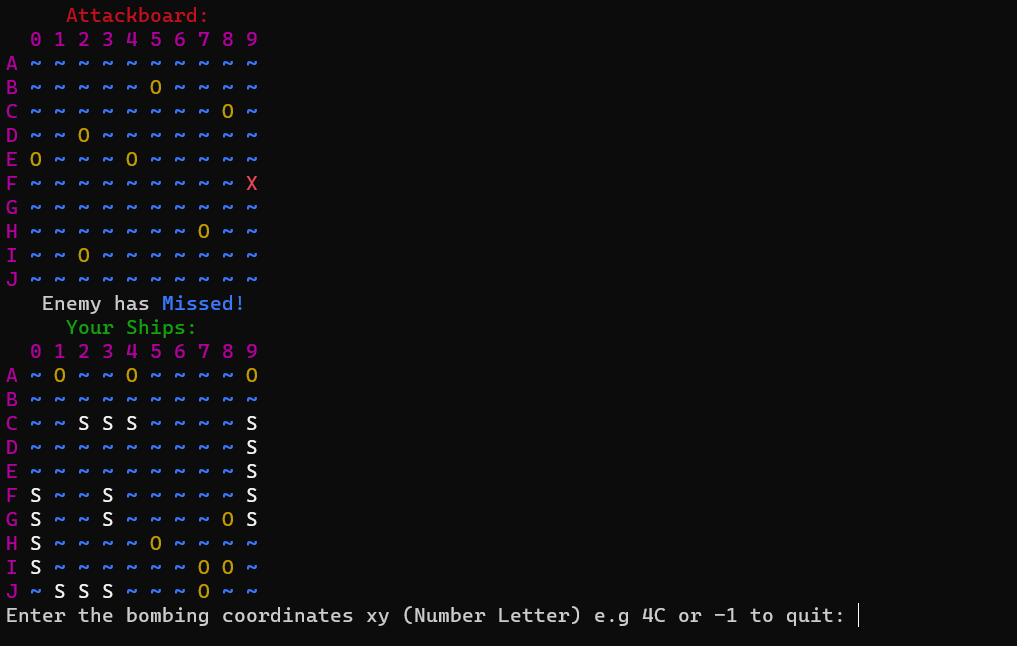 Attackboard:
0 1 2 3 4 5 6 7 8 9
A ~ ~ ~ ~ ~ ~ ~ ~ ~ ~
B ~ ~ ~ ~ ~ O ~ ~ ~ ~
C ~ ~ ~ ~ ~ ~ ~ ~ O ~
D ~ ~ O ~ ~ ~ ~ ~ ~ ~
E O ~ ~ ~ O ~ ~ ~ ~ ~
F ~ ~ ~ ~ ~ ~ ~ ~ ~ X
G ~ ~ ~ ~ ~ ~ ~ ~ ~ ~
H ~ ~ ~ ~ ~ ~ ~ O ~ ~
I ~ ~ O ~ ~ ~ ~ ~ ~ ~
J ~ ~ ~ ~ ~ ~ ~ ~ ~ ~
Enemy has Missed!
Your Ships:
0 1 2 3 4 5 6 7 8 9
A ~ O ~ ~ O ~ ~ ~ ~ O
B ~ ~ ~ ~ ~ ~ ~ ~ ~ ~
C ~ ~ S S S ~ ~ ~ ~ S
D ~ ~ ~ ~ ~ ~ ~ ~ ~ S
E ~ ~ ~ ~ ~ ~ ~ ~ ~ S
F S ~ ~ S ~ ~ ~ ~ ~ S
G S ~ ~ S ~ ~ ~ ~ O S
H S ~ ~ ~ ~ O ~ ~ ~ ~
I S ~ ~ ~ ~ ~ ~ O O ~
J ~ S S S ~ ~ ~ O ~ ~
Enter the bombing coordinates xy (Number Letter) e.g 4C or -1 to quit: